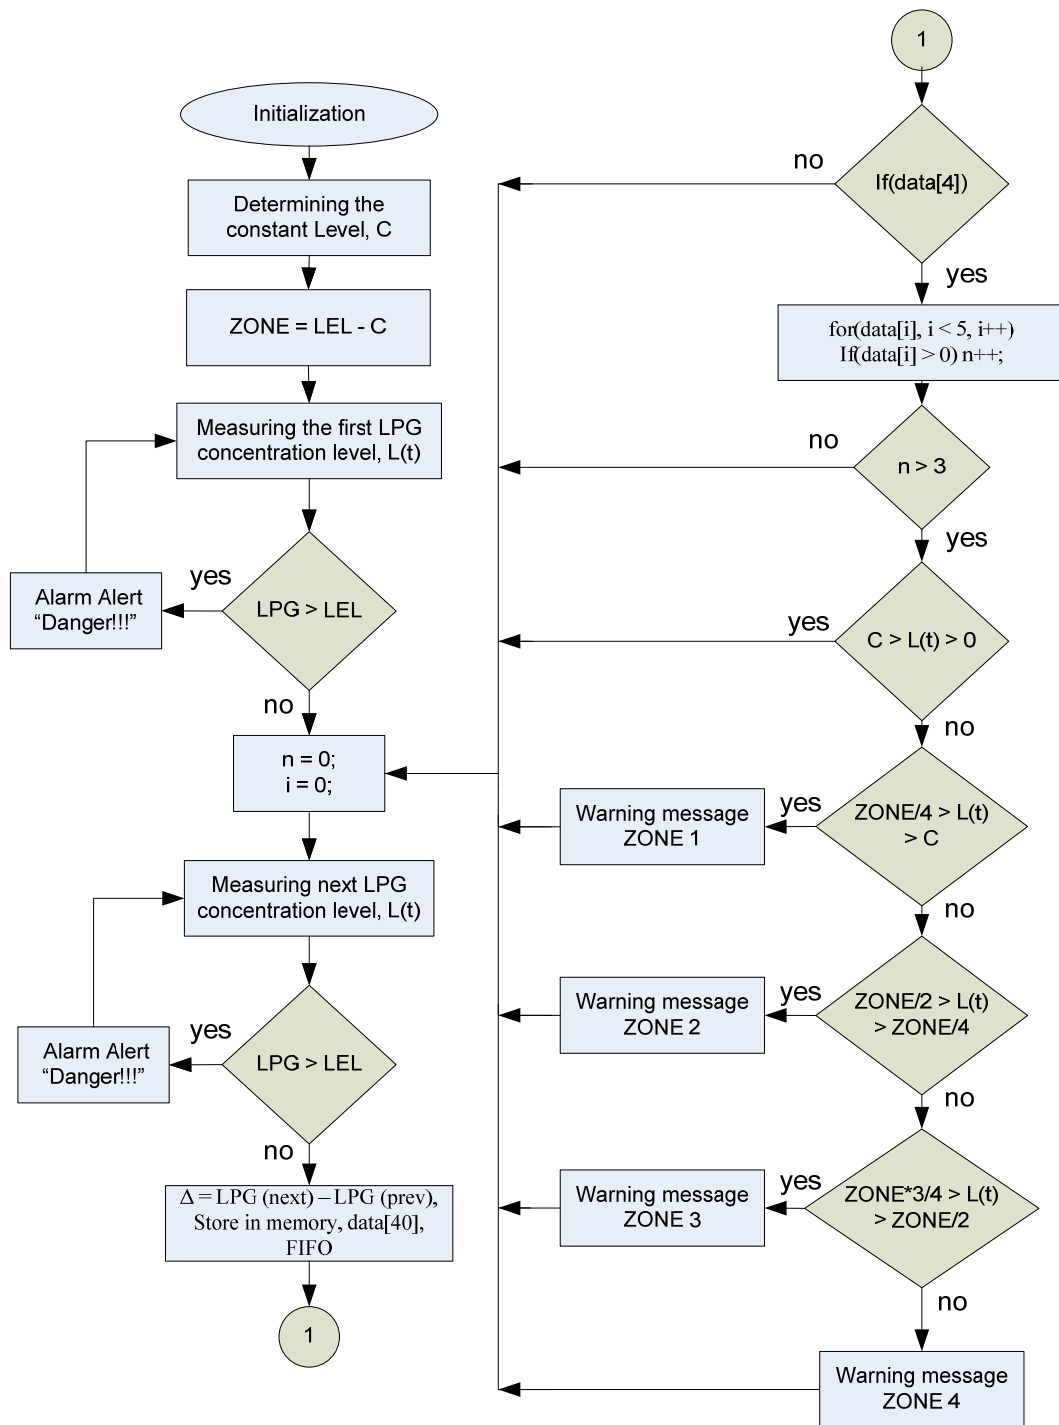 Initialization
Determining the
constant Level, C
ZONE = LEL - C
Measuring the first LPG
concentration level, L(t)
yes
Alarm Alert
“Danger!!!”
LPG > LEL
no
n = 0;
i = 0;
Measuring next LPG
concentration level, L(t)
yes
Alarm Alert
“Danger!!!”
LPG > LEL
no
Δ = LPG (next) – LPG (prev),
Store in memory, data[40],
FIFO
1
1
no
If(data[4])
yes
for(data[i], i < 5, i++)
If(data[i] > 0) n++;
no
n > 3
yes
yes
C > L(t) > 0
no
Warning message
ZONE 1
yes
ZONE/4 > L(t)
> C
no
Warning message
ZONE 2
yes
ZONE/2 > L(t)
> ZONE/4
no
Warning message
ZONE 3
yes
ZONE*3/4 > L(t)
> ZONE/2
no
Warning message
ZONE 4